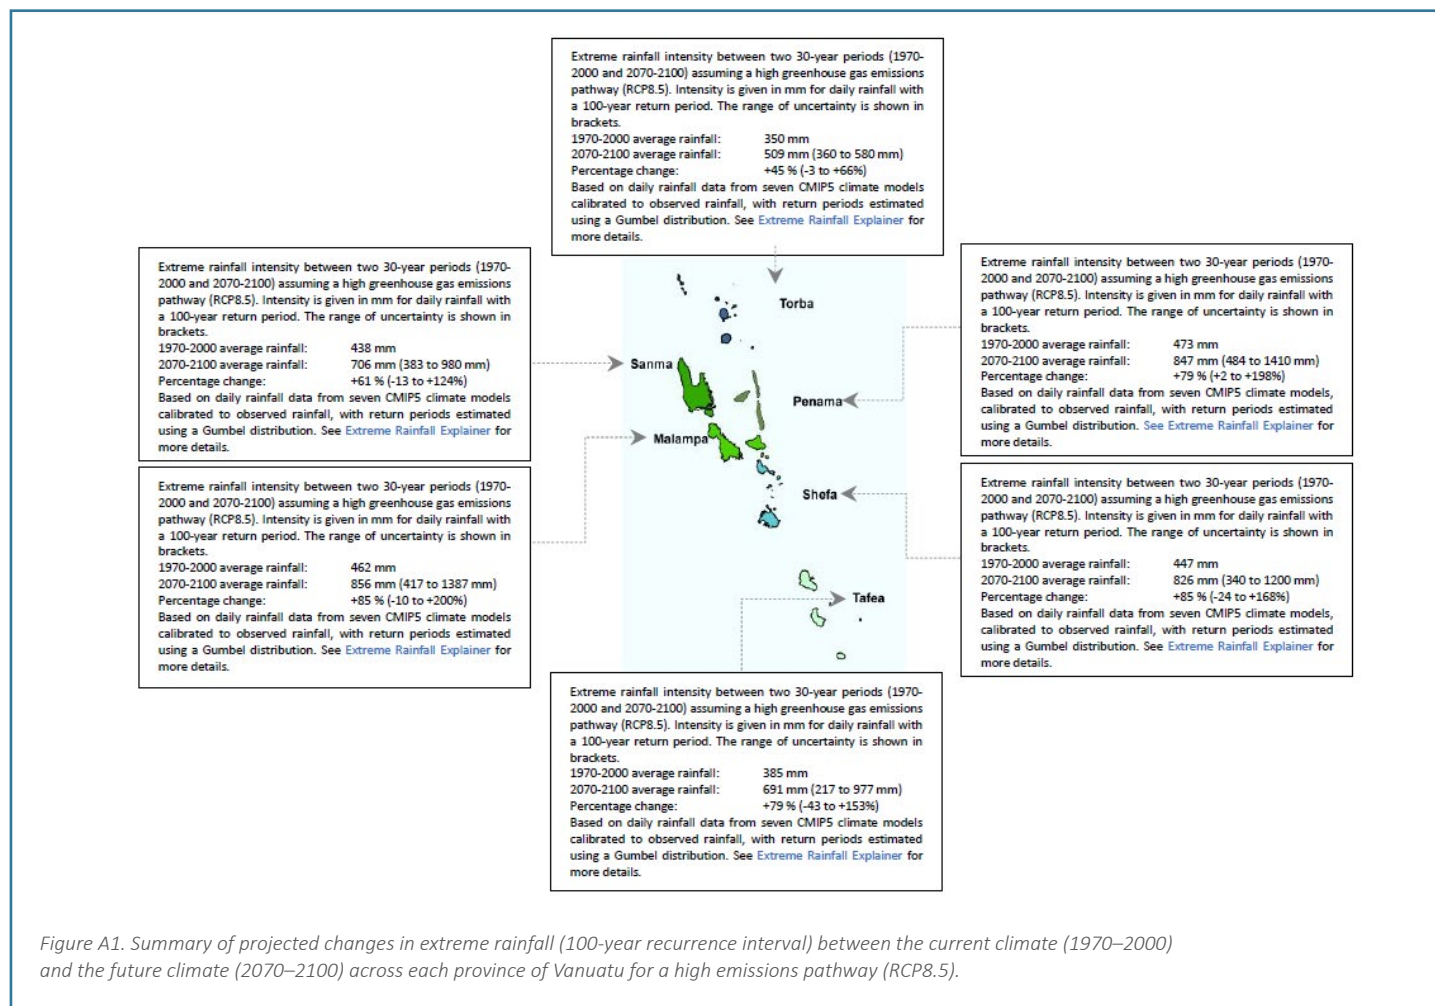 Extreme rainfall intensity between two 30-year periods (1970-
2000 and 2070-2100) assuming a high greenhouse gas emissions
pathway (RCP8.5). Intensity is given in mm for daily rainfall with
a 100-year return period. The range of uncertainty is shown in
brackets.
1970-2000 average rainfall: 350 mm
2070-2100 average rainfall: 509 mm (360 to 580 mm)
Percentage change: +45 % (-3 to +66%)
Based on daily rainfall data from seven CMIP5 climate models
calibrated to observed rainfall, with return periods estimated
using a Gumbel distribution. See Extreme Rainfall Explainer for
more details.
Extreme rainfall intensity between two 30-year periods (1970-
2000 and 2070-2100) assuming a high greenhouse gas emissions
pathway (RCP8.5). Intensity is given in mm for daily rainfall with
a 100-year return period. The range of uncertainty is shown in
brackets.
1970-2000 average rainfall: 438 mm
2070-2100 average rainfall: 706 mm (383 to 980 mm)
Percentage change: +61 % (-13 to +124%)
Based on daily rainfall data from seven CMIP5 climate models
calibrated to observed rainfall, with return periods estimated
using a Gumbel distribution. See Extreme Rainfall Explainer for
more details.
Extreme rainfall intensity between two 30-year periods (1970-
2000 and 2070-2100) assuming a high greenhouse gas emissions
pathway (RCP8.5). Intensity is given in mm for daily rainfall with
a 100-year return period. The range of uncertainty is shown in
brackets.
1970-2000 average rainfall: 462 mm
2070-2100 average rainfall: 856 mm (417 to 1387 mm)
Percentage change: +85 % (-10 to +200%)
Based on daily rainfall data from seven CMIP5 climate models
calibrated to observed rainfall, with return periods estimated
using a Gumbel distribution. See Extreme Rainfall Explainer for
more details.
Torba
Sanma
Penama
Malampa
Shefa
Tafea
Extreme rainfall intensity between two 30-year periods (1970-
2000 and 2070-2100) assuming a high greenhouse gas emissions
pathway (RCP8.5). Intensity is given in mm for daily rainfall with
a 100-year return period. The range of uncertainty is shown in
brackets.
1970-2000 average rainfall: 473 mm
2070-2100 average rainfall: 847 mm (484 to 1410 mm)
Percentage change: +79 % (+2 to +198%)
Based on daily rainfall data from seven CMIP5 climate models,
calibrated to observed rainfall, with return periods estimated
using a Gumbel distribution. See Extreme Rainfall Explainer for
more details.
Extreme rainfall intensity between two 30-year periods (1970-
2000 and 2070-2100) assuming a high greenhouse gas emissions
pathway (RCP8.5). Intensity is given in mm for daily rainfall with
a 100-year return period. The range of uncertainty is shown in
brackets.
1970-2000 average rainfall: 447 mm
2070-2100 average rainfall: 826 mm (340 to 1200 mm)
Percentage change: +85 % (-24 to +168%)
Based on daily rainfall data from seven CMIP5 climate models,
calibrated to observed rainfall, with return periods estimated
using a Gumbel distribution. See Extreme Rainfall Explainer for
more details.
Extreme rainfall intensity between two 30-year periods (1970-
2000 and 2070-2100) assuming a high greenhouse gas emissions
pathway (RCP8.5). Intensity is given in mm for daily rainfall with
a 100-year return period. The range of uncertainty is shown in
brackets.
1970-2000 average rainfall: 385 mm
2070-2100 average rainfall: 691 mm (217 to 977 mm)
Percentage change: +79 % (-43 to +153%)
Based on daily rainfall data from seven CMIP5 climate models
calibrated to observed rainfall, with return periods estimated
using a Gumbel distribution. See Extreme Rainfall Explainer for
more details.
Figure A1. Summary of projected changes in extreme rainfall (100-year recurrence interval) between the current climate (1970–2000)
and the future climate (2070–2100) across each province of Vanuatu for a high emissions pathway (RCP8.5).